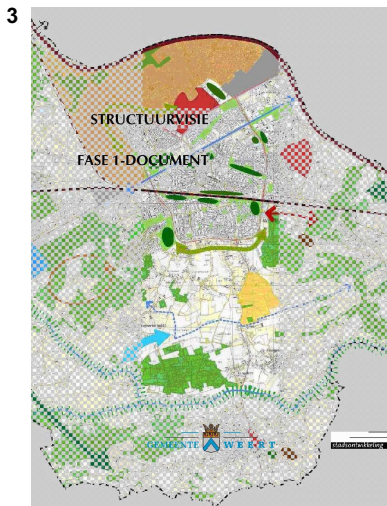 3
STRUCTUURVISIE
FASE 1-DOCUMENT
GEMEENTE WEERT
stadsontwikkeling